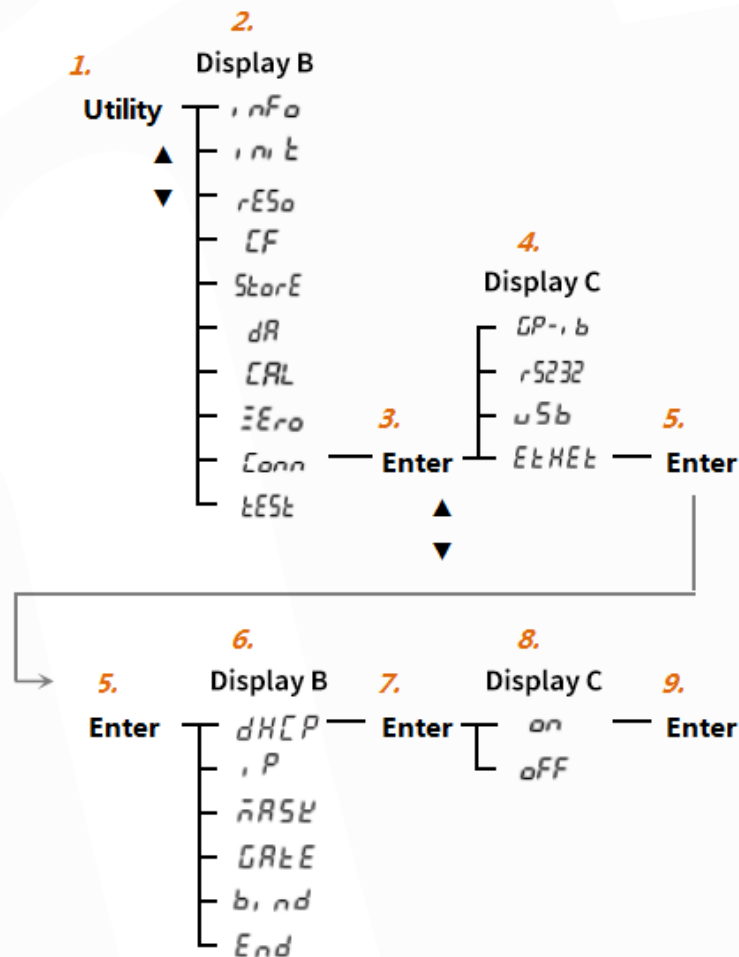 1.
2.
Display B
Utility
inFo
init
rESo
CF
StorE
dA
CAL
ZEro
Conn
tESt
▲
▼
3.
Enter
▲
▼
4.
Display C
GP-ib
rS232
uSb
EtHEt
5.
Enter
5.
Enter
6.
Display B
dHCP
iP
MASK
GAtE
bind
End
7.
Enter
8.
Display C
on
oFF
9.
Enter